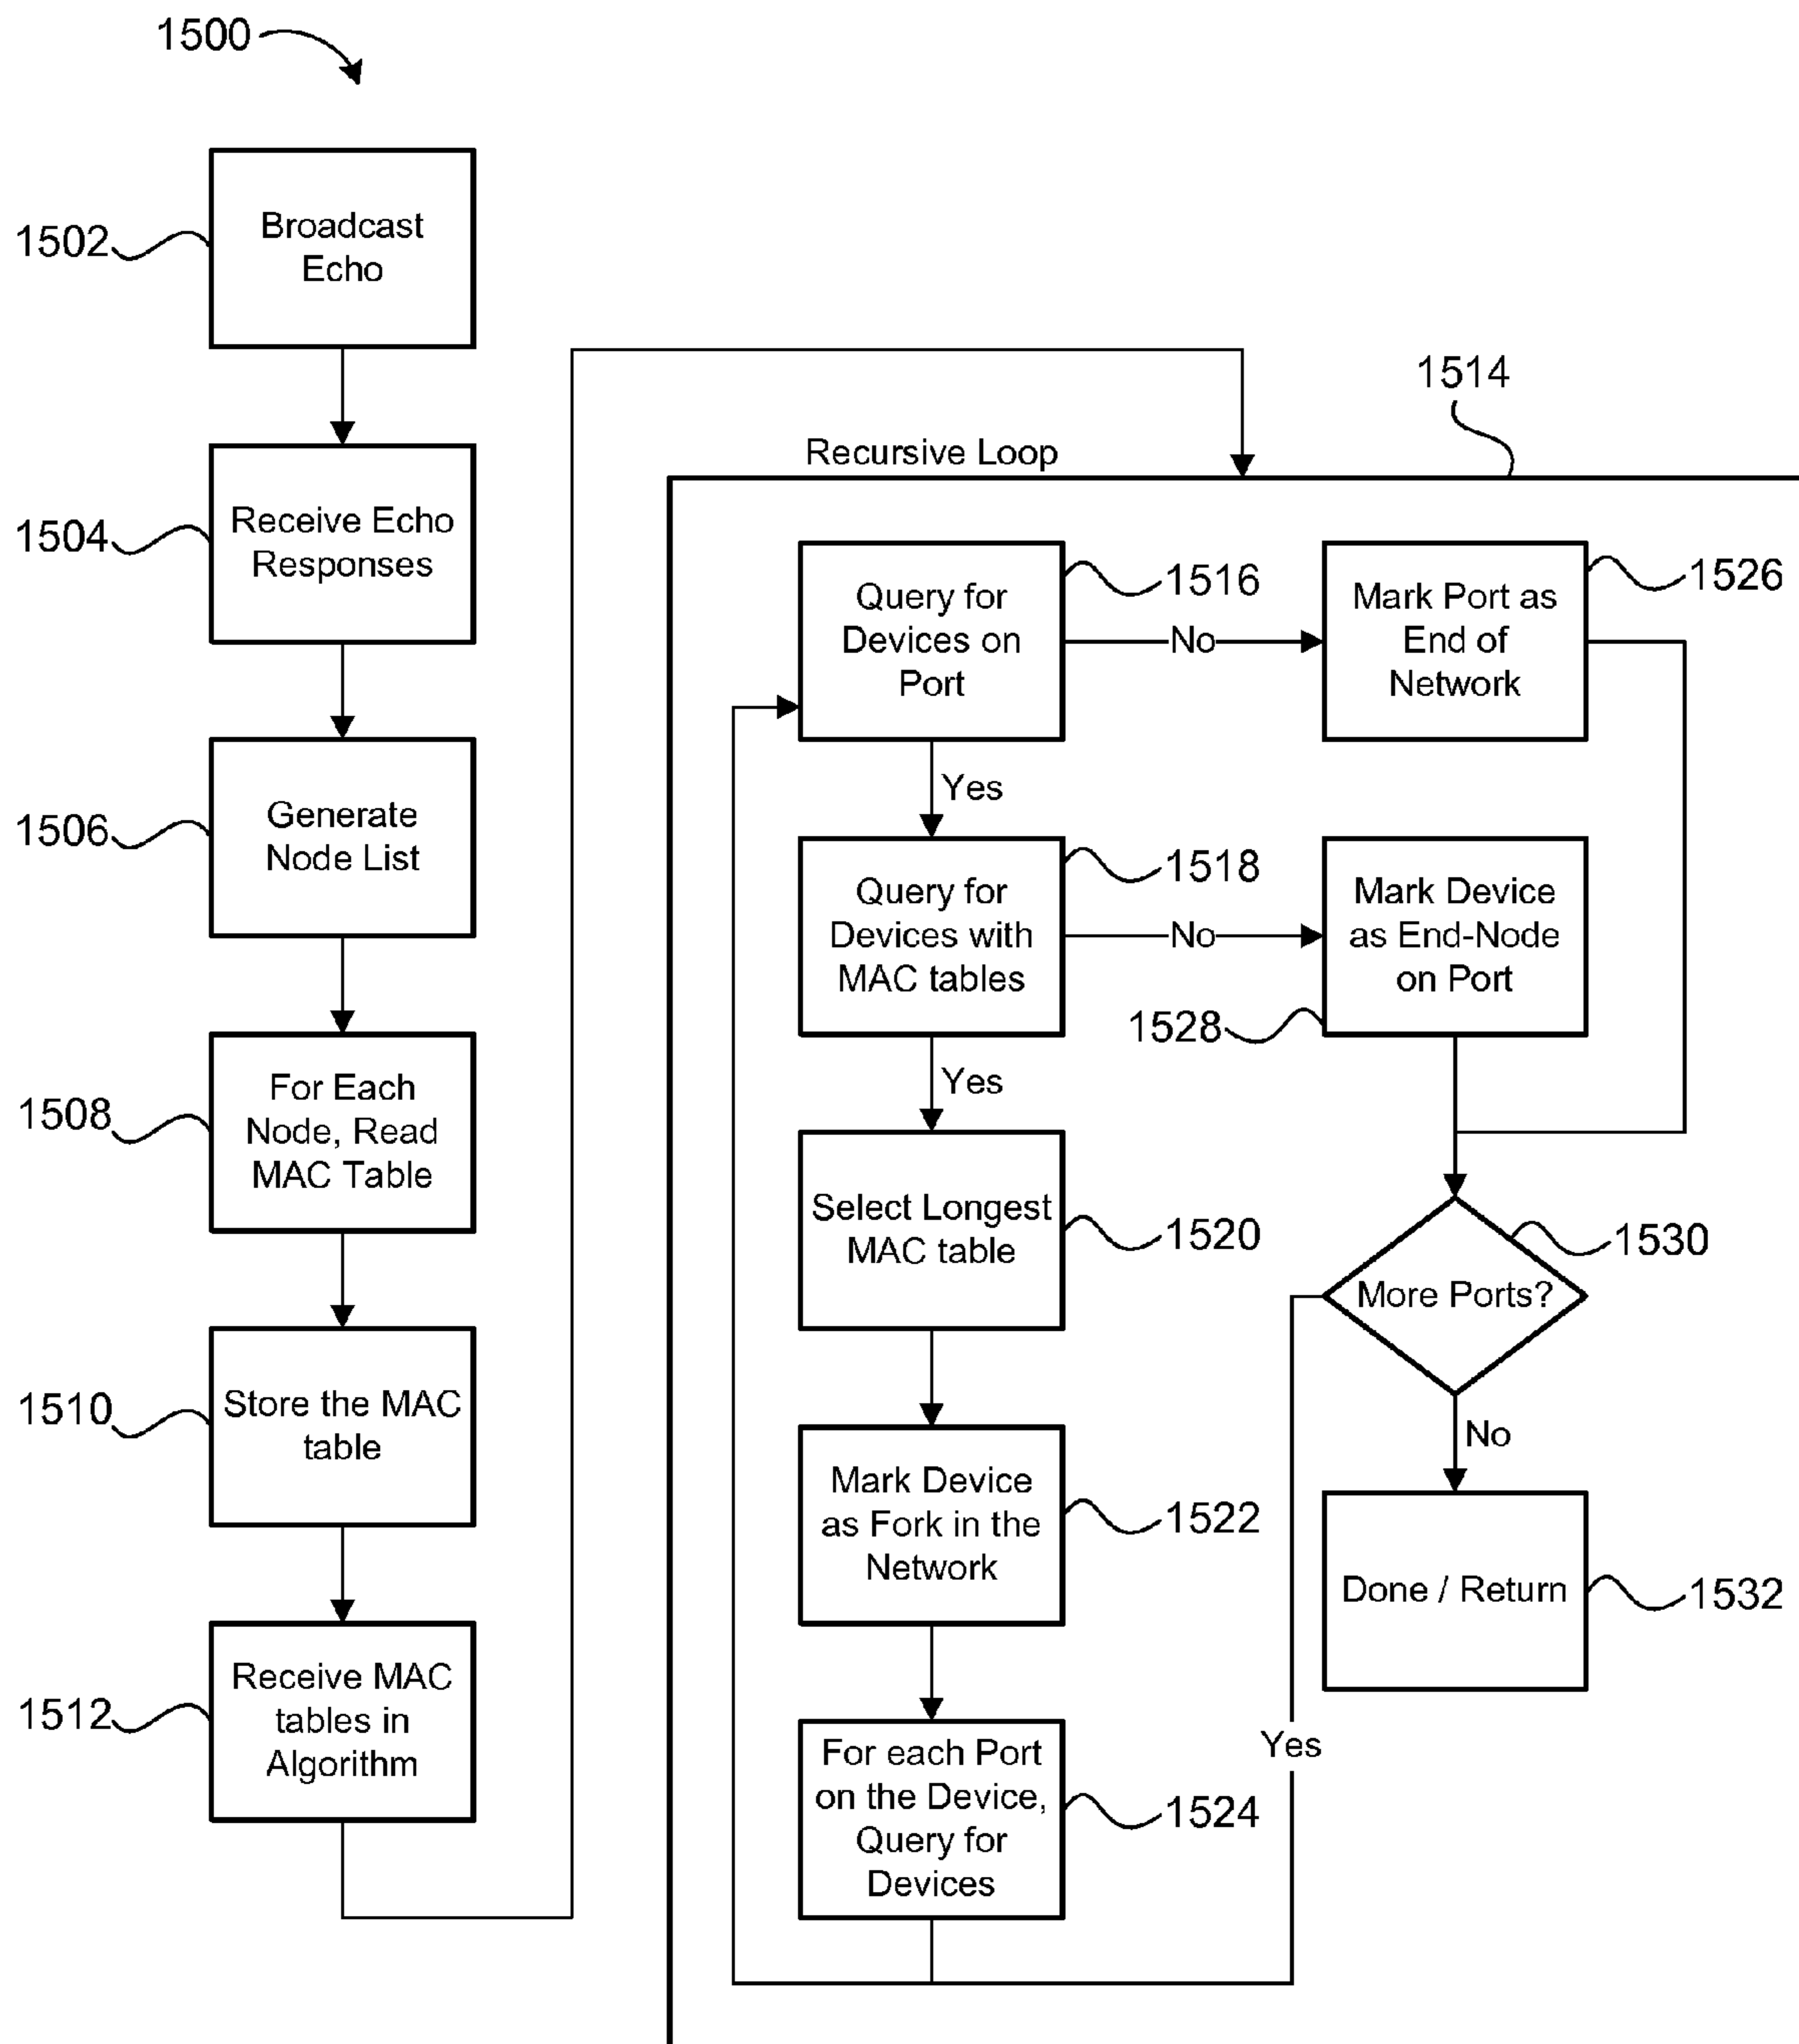 1500
1502
Broadcast
Echo
1504
Receive Echo
Responses
1506
Generate
Node List
1508
For Each
Node, Read
MAC Table
1510
Store the MAC
table
1512
Receive MAC
tables in
Algorithm
1514
Recursive Loop
Query for
Devices on
Port
1516
No
Mark Port as
End of
Network
1526
Yes
Query for
Devices with
MAC tables
1518
No
Mark Device
as End-Node
on Port
1528
Yes
Select Longest
MAC table
1520
1530
More Ports?
Mark Device
as Fork in the
Network
1522
No
Done / Return
1532
For each Port
on the Device,
Query for
Devices
1524
Yes